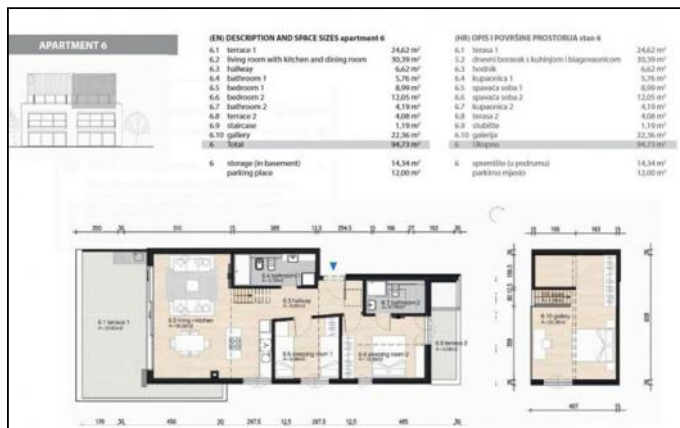 APARTMENT 6
(EN) DESCRIPTION AND SPACE SIZES apartment 6
6.1 terrace 1 24,62 m²
6.2 living room with kitchen and dining room 30,39 m²
6.3 hallway 6,62 m²
6.4 bathroom 1 5,76 m²
6.5 bedroom 1 8,99 m²
6.6 bedroom 2 12,05 m²
6.7 bathroom 2 4,19 m²
6.8 terrace 2 4,08 m²
6.9 staircase 1,19 m²
6.10 gallery 22,36 m²
6 Total 94,73 m²
6 storage (in basement) 14,34 m²
parking place 12,00 m²
(HR) OPIS I POVRŠINE PROSTORIJA stan 6
6.1 terasa 1 24,62 m²
5.2 dnevni boravak s kuhinjom i blagovaonicom 30,39 m²
6.3 hodnik 6,62 m²
6.4 kupaonica 1 5,76 m²
6.5 spavaća soba 1 8,99 m²
6.6 spavaća soba 2 12,05 m²
6.7 kupaonica 2 4,19 m²
6.8 terasa 2 4,08 m²
6.9 stubište 1,19 m²
6.10 galerija 22,36 m²
6 Ukupno 94,73 m²
6 spremište (u podrumu) 14,34 m²
parkirno mjesto 12,00 m²
6.1 terrace 1
6.2 living + kitchen
6.3 hallway
6.4 bathroom 1
6.6 sleeping room 1
sleeping room 2
bathroom 2
terrace 2
6.10 gallery